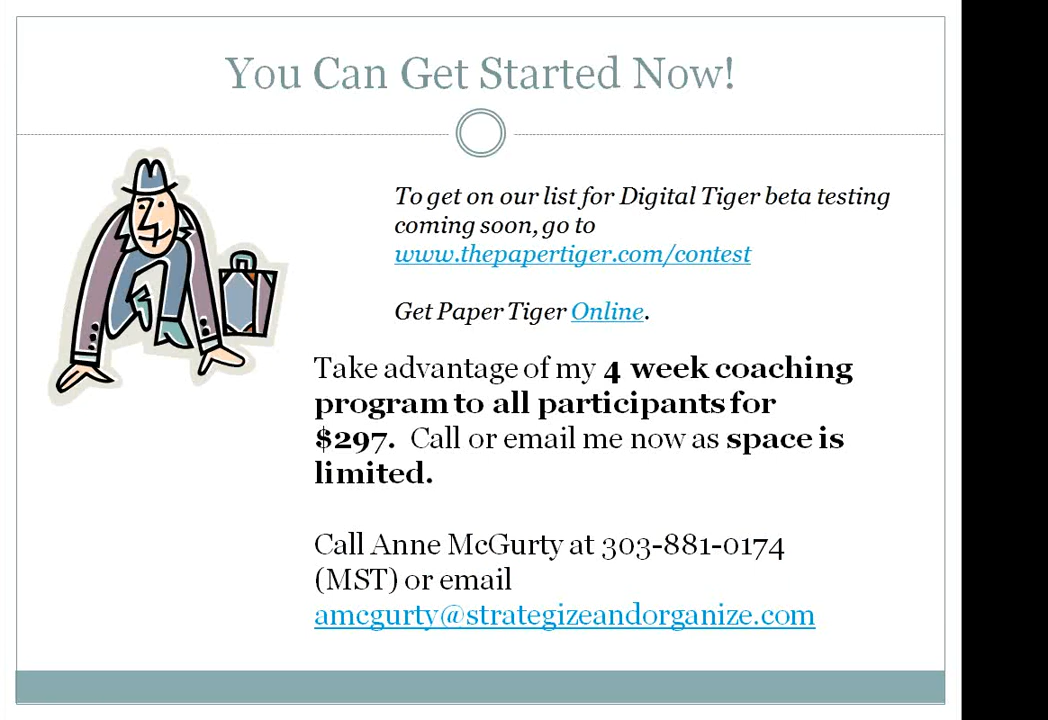 You Can Get Started Now!
To get on our list for Digital Tiger beta testing
coming soon, go to
www.thepapertiger.com/contest
Get Paper Tiger Online.
Take advantage of my 4 week coaching
program to all participants for
$297.  Call or email me now as space is
limited.
Call Anne McGurty at 303-881-0174
(MST) or email
amcgurty@strategizeandorganize.com